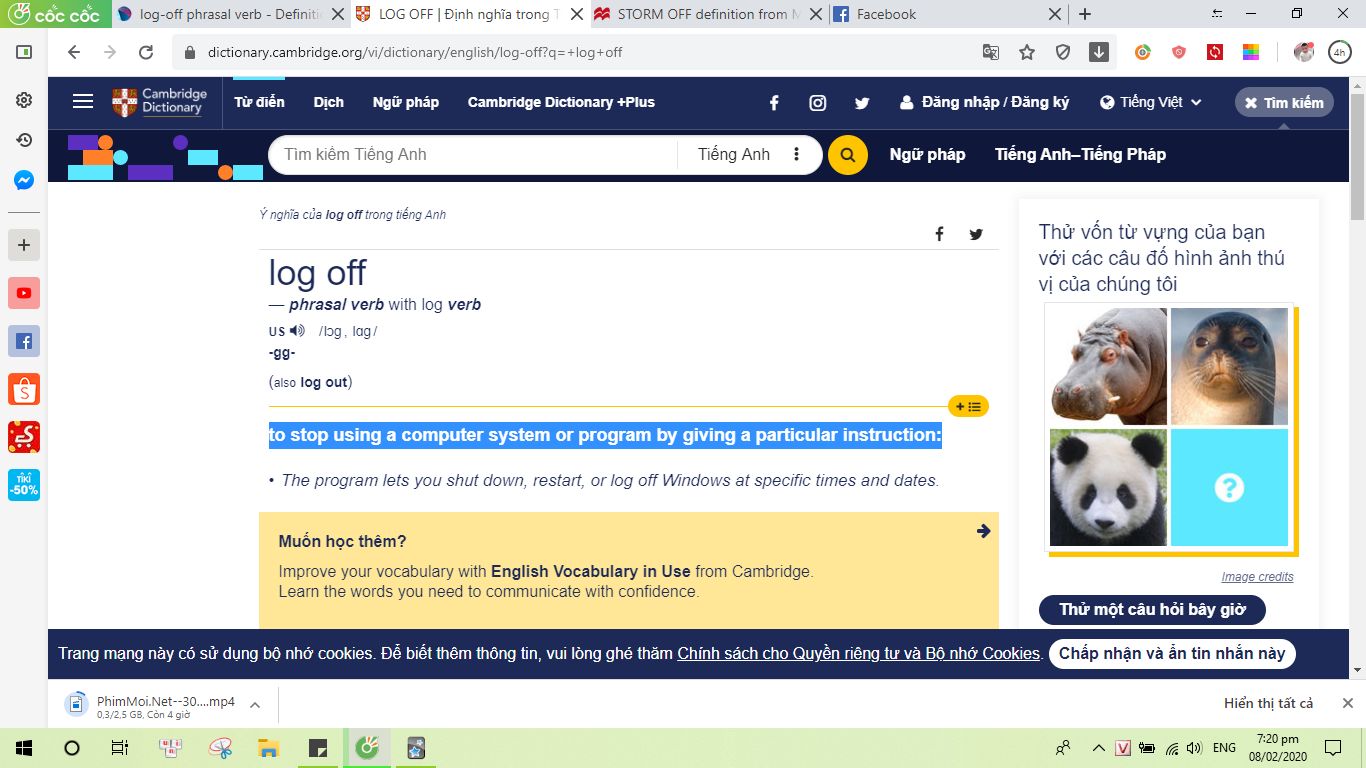 cốc cốc
log-off phrasal verb - Definiti
LOG OFF | Định nghĩa trong T
STORM OFF definition from M
Facebook
dictionary.cambridge.org/vi/dictionary/english/log-off?q=+log+off
4h
Cambridge
Dictionary
Từ điển
Dịch
Ngữ pháp
Cambridge Dictionary +Plus
Đăng nhập / Đăng ký
Tiếng Việt
Tìm kiếm
Tìm kiếm Tiếng Anh
Tiếng Anh
Ngữ pháp
Tiếng Anh–Tiếng Pháp
Ý nghĩa của log off trong tiếng Anh
log off
— phrasal verb with log verb
US /lɔɡ, lɑɡ/
-gg-
(also log out)
to stop using a computer system or program by giving a particular instruction:
• The program lets you shut down, restart, or log off Windows at specific times and dates.
Muốn học thêm?
Improve your vocabulary with English Vocabulary in Use from Cambridge.
Learn the words you need to communicate with confidence.
Thử vốn từ vựng của bạn
với các câu đố hình ảnh thú
vị của chúng tôi
?
Image credits
Thử một câu hỏi bây giờ
TIKI
-50%
Trang mạng này có sử dụng bộ nhớ cookies. Để biết thêm thông tin, vui lòng ghé thăm Chính sách cho Quyền riêng tư và Bộ nhớ Cookies.
Chấp nhận và ẩn tin nhắn này
PhimMoi.Net--30....mp4
0,3/2,5 GB, Còn 4 giờ
Hiển thị tất cả
ENG
7:20 pm
08/02/2020